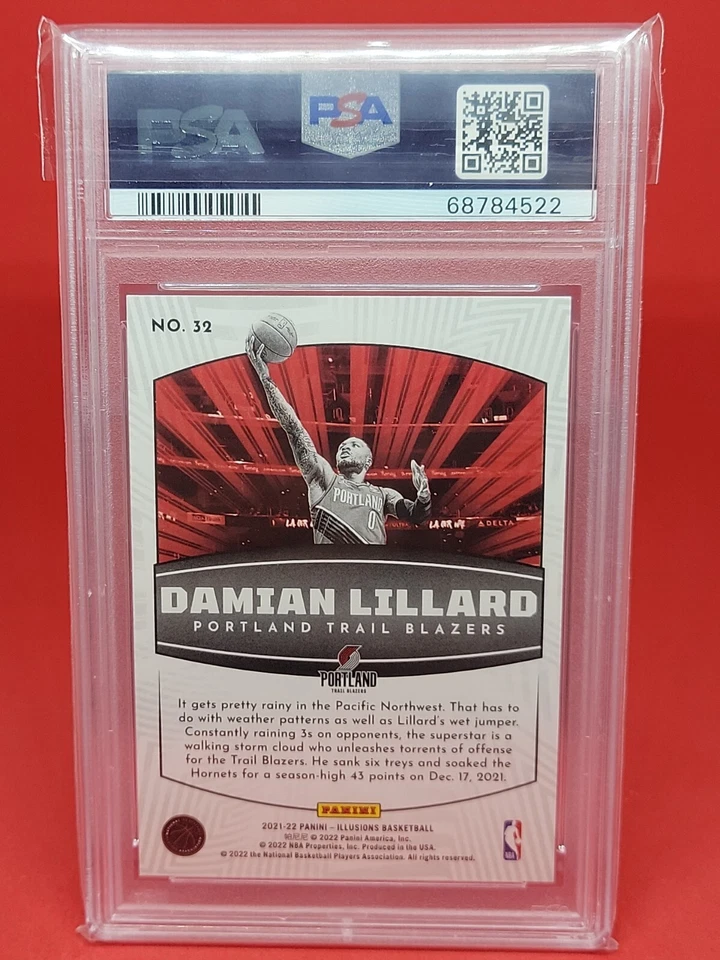 PSA
PSA
68784522
NO. 32
PORTLAND
0
DELTA
DAMIAN LILLARD
PORTLAND TRAIL BLAZERS
PORTLAND
TRAIL BLAZERS
It gets pretty rainy in the Pacific Northwest. That has to
do with weather patterns as well as Lillard's wet jumper.
Constantly raining 3s on opponents, the superstar is a
walking storm cloud who unleashes torrents of offense
for the Trail Blazers. He sank six treys and soaked the
Hornets for a season-high 43 points on Dec. 17, 2021.
PANINI
2021-22 PANINI – ILLUSIONS BASKETBALL
帕尼尼 © 2022 Panini America, Inc.
© 2022 NBA Properties, Inc. Produced in the USA.
© 2022 the National Basketball Players Association. All rights reserved.
NBA